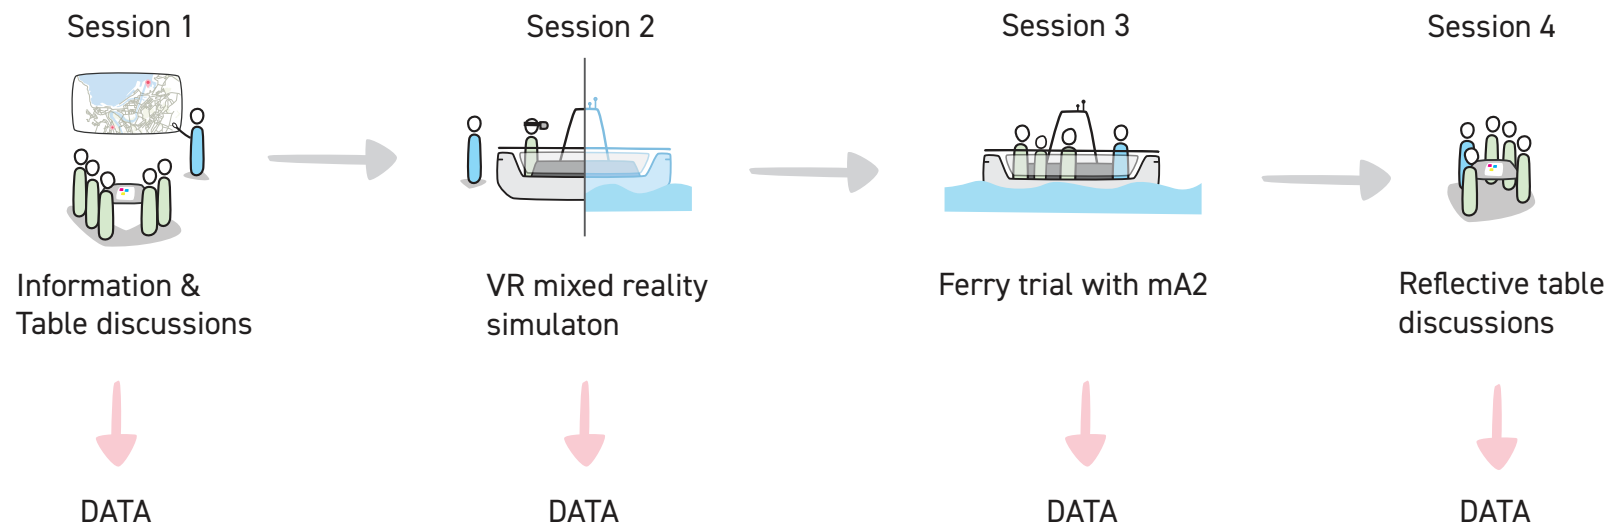 Session 1
Session 2
Session 3
Session 4
Information &
Table discussions
VR mixed reality
simulaton
Ferry trial with mA2
Reflective table
discussions
DATA
DATA
DATA
DATA